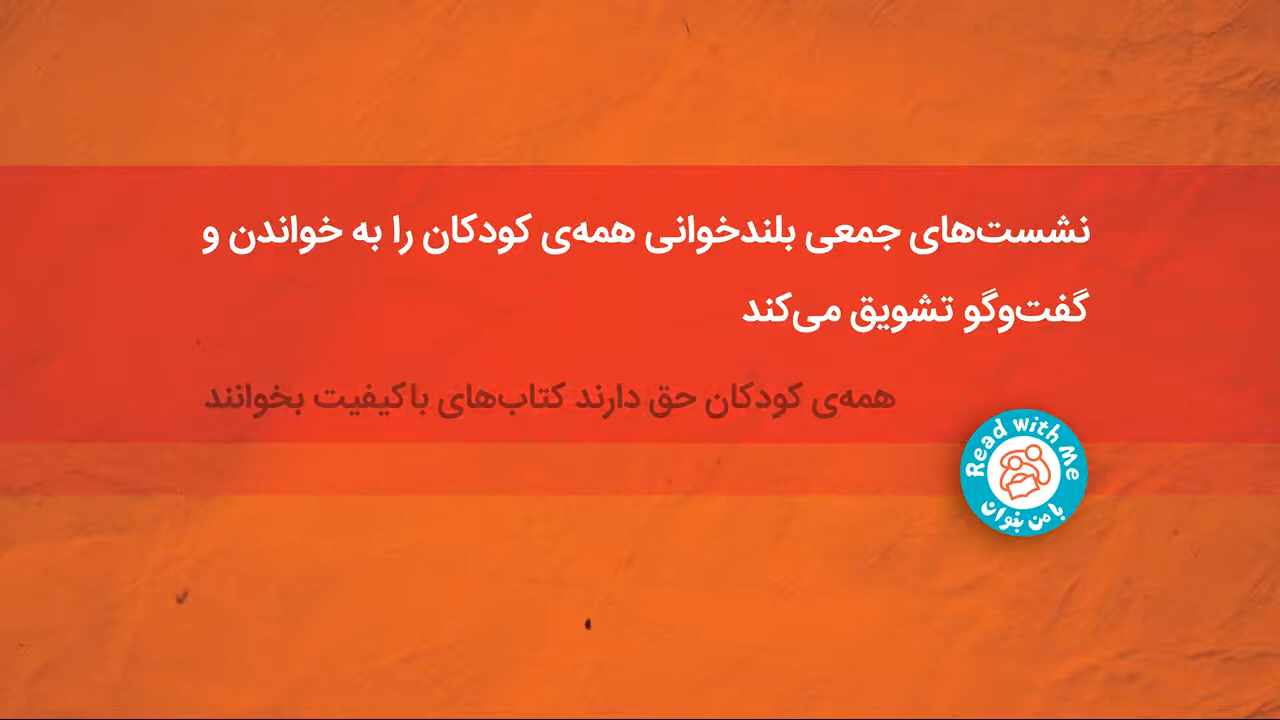 نشست‌های جمعی بلندخوانی همه‌ی کودکان را به خواندن و
گفت‌وگو تشویق می‌کند
همه‌ی کودکان حق دارند کتاب‌های باکیفیت بخوانند
Read with Me
با من بخوان